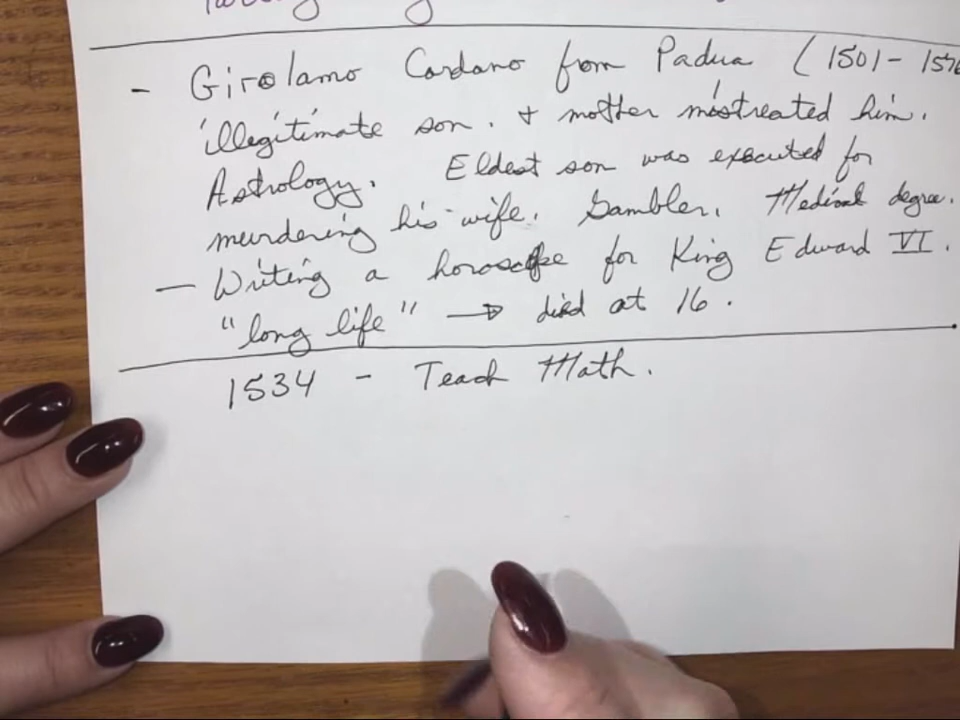 - Girolamo Cardano from Padua (1501 - 1576
illegitimate son. + mother mistreated him.
Astrology. Eldest son was executed for
murdering his wife. Gambler. Medical degree.
— Writing a horoscope for King Edward VI.
"long life" → died at 16.
1534 - Teach Math.